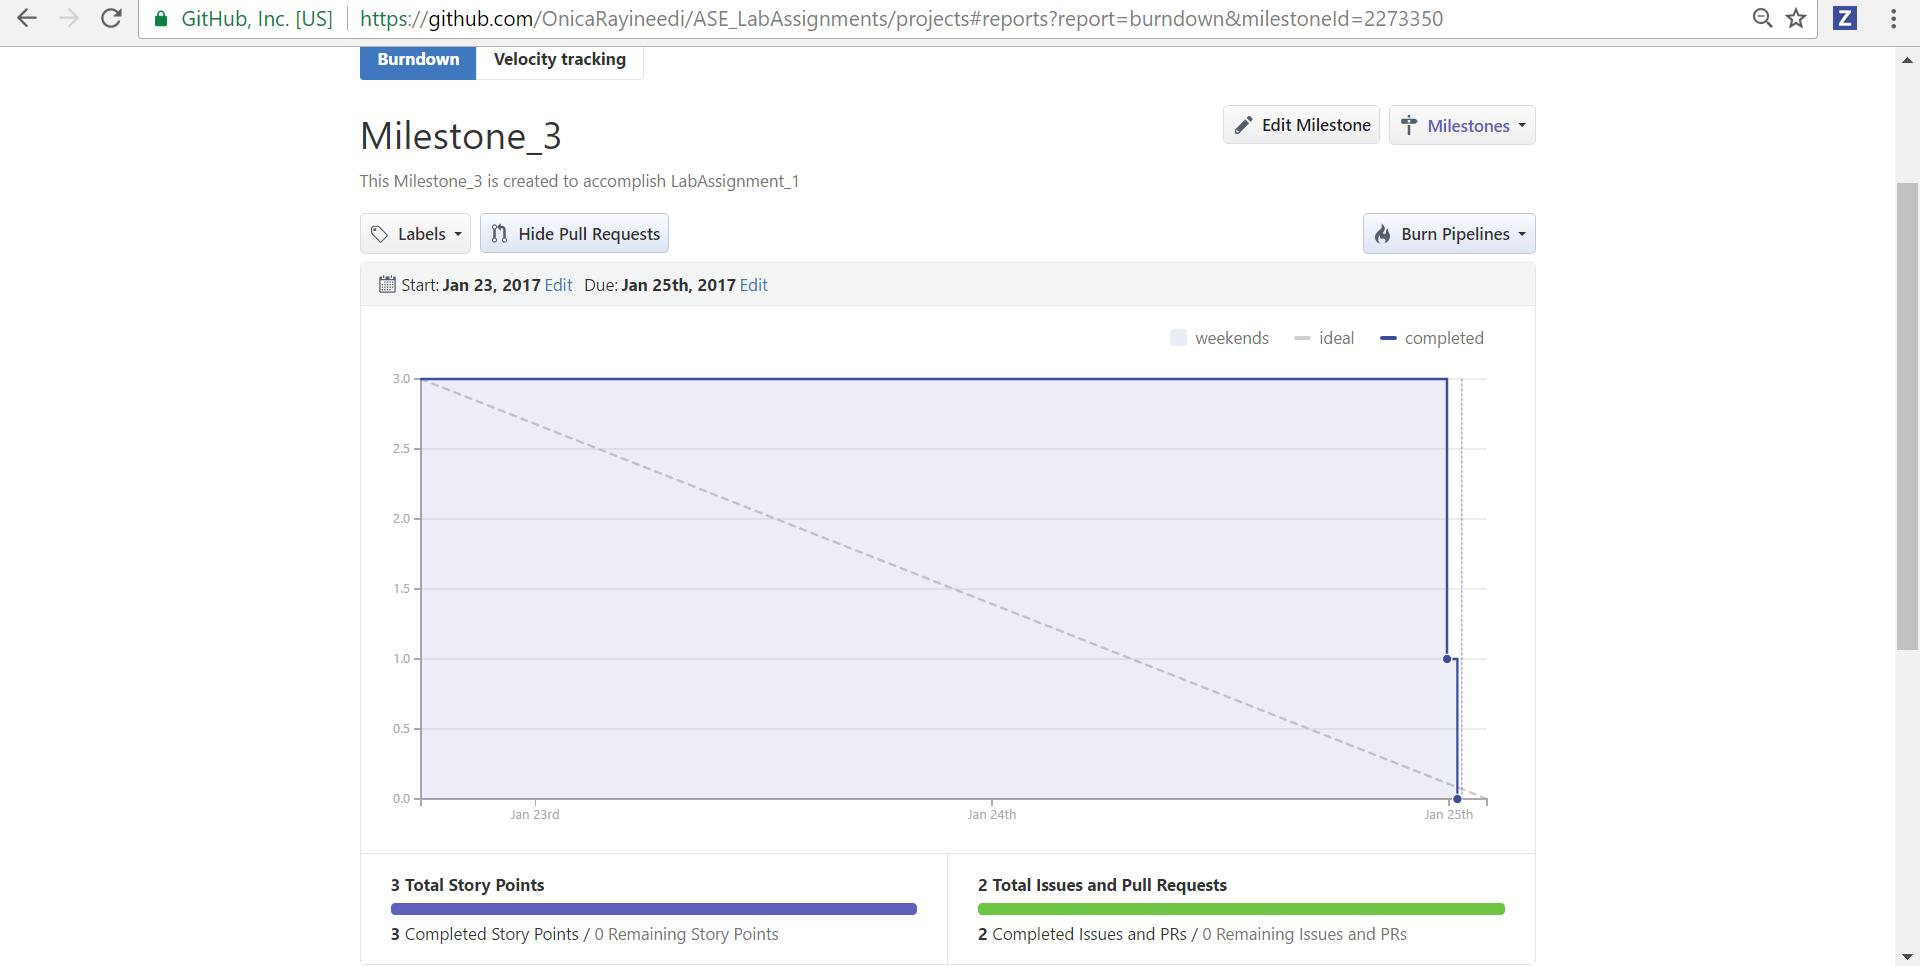 GitHub, Inc. [US] https://github.com/OnicaRayineedi/ASE_LabAssignments/projects#reports?report=burndown&milestoneId=2273350 Z
Burndown Velocity tracking
Milestone_3 Edit Milestone Milestones
This Milestone_3 is created to accomplish LabAssignment_1
Labels Hide Pull Requests Burn Pipelines
Start: Jan 23, 2017 Edit Due: Jan 25th, 2017 Edit
weekends ideal completed
3.0
2.5
2.0
1.5
1.0
0.5
0.0
Jan 23rd Jan 24th Jan 25th
3 Total Story Points
3 Completed Story Points / 0 Remaining Story Points
2 Total Issues and Pull Requests
2 Completed Issues and PRs / 0 Remaining Issues and PRs